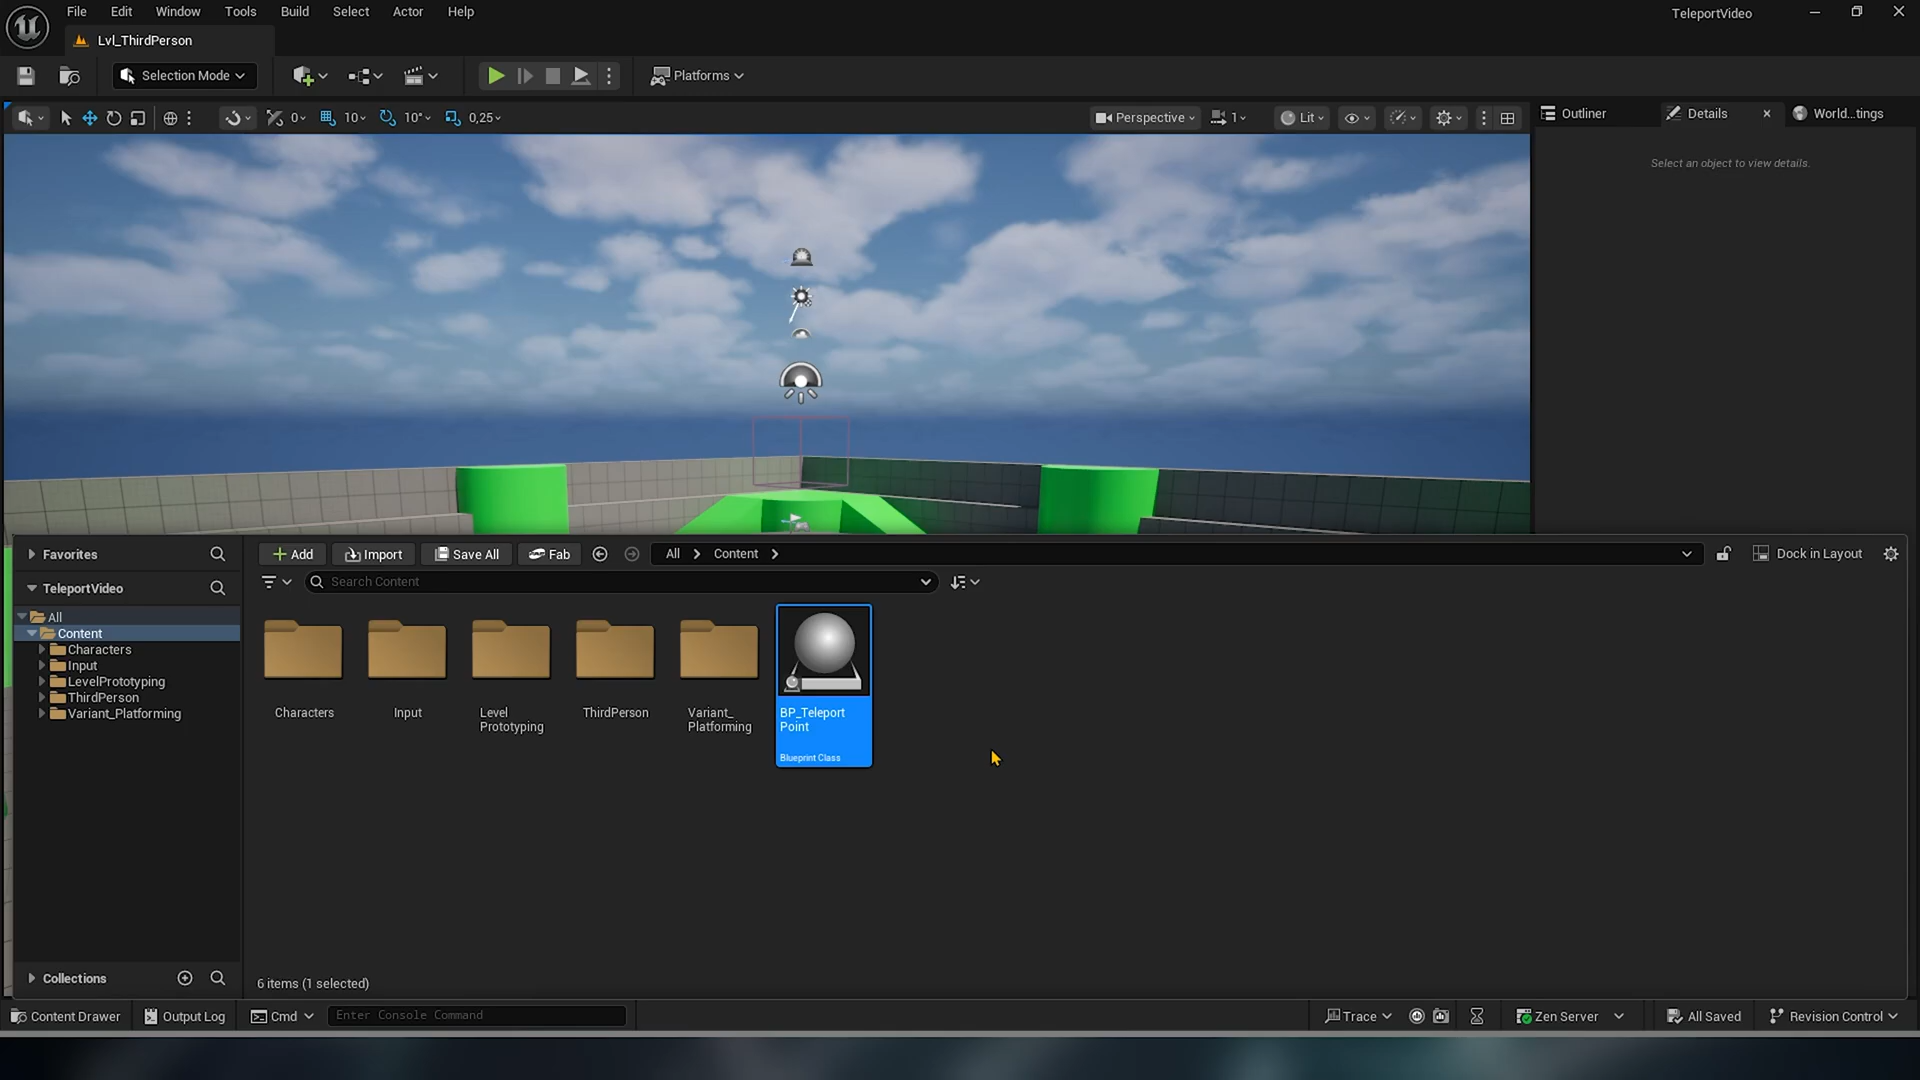 File Edit Window Tools Build Select Actor Help
TeleportVideo
Lvl_ThirdPerson
Selection Mode
Platforms
0 10 10° 0,25
Perspective 1 Lit
Outliner Details World...tings
Select an object to view details.
Favorites
Add Import Save All Fab All Content Dock in Layout
TeleportVideo
Search Content
All
Content
Characters
Input
LevelPrototyping
ThirdPerson
Variant_Platforming
Characters
Input
Level
Prototyping
ThirdPerson
Variant_
Platforming
BP_Teleport
Point
Blueprint Class
Collections
6 items (1 selected)
Content Drawer Output Log Cmd Enter Console Command Trace Zen Server All Saved Revision Control